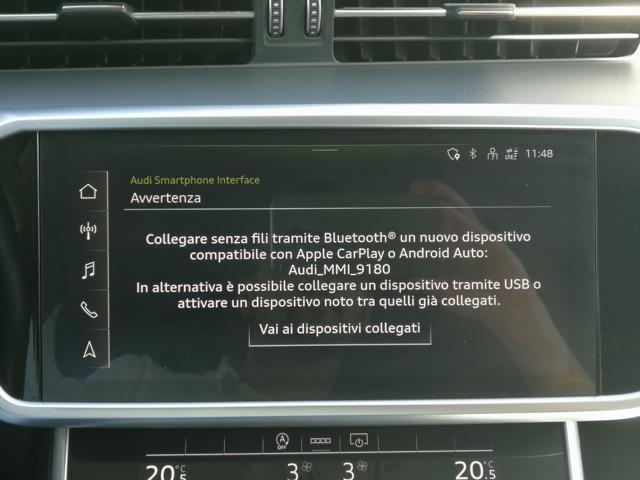 11:48
Audi Smartphone Interface
Avvertenza
Collegare senza fili tramite Bluetooth® un nuovo dispositivo
compatibile con Apple CarPlay o Android Auto:
Audi_MMI_9180
In alternativa è possibile collegare un dispositivo tramite USB o
attivare un dispositivo noto tra quelli già collegati.
Vai ai dispositivi collegati
A OFF
20.5°C 3 3 20.5°C